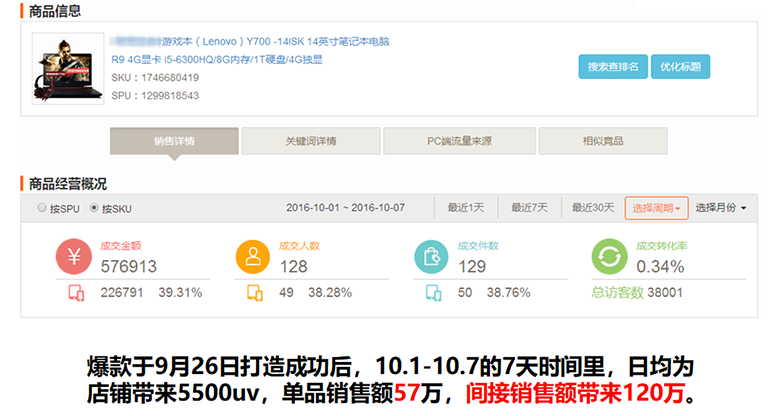 商品信息
游戏本（Lenovo）Y700 -14ISK 14英寸笔记本电脑
R9 4G显卡 i5-6300HQ/8G内存/1T硬盘/4G独显
SKU：1746680419
SPU：1299818543
搜索查排名 优化标题
销售详情 关键词详情 PC端流量来源 相似竞品
商品经营概况
按SPU 按SKU 2016-10-01 ~ 2016-10-07 最近1天 最近7天 最近30天 选择周期 选择月份
成交金额 成交人数 成交件数 成交转化率
576913 128 129 0.34%
226791 39.31% 49 38.28% 50 38.76% 总访客数 38001
爆款于9月26日打造成功后，10.1-10.7的7天时间里，日均为
店铺带来5500uv，单品销售额57万，间接销售额带来120万。